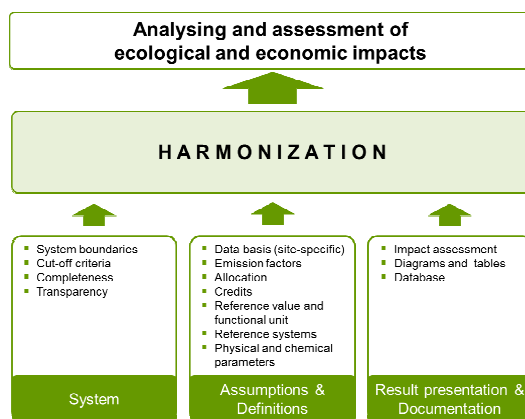 Analysing and assessment of
ecological and economic impacts
HARMONIZATION
System boundaries
Cut-off criteria
Completeness
Transparency
System
Data basis (site-specific)
Emission factors
Allocation
Credits
Reference value and
functional unit
Reference systems
Physical and chemical
parameters
Assumptions &
Definitions
Impact assessment
Diagrams and tables
Database
Result presentation &
Documentation